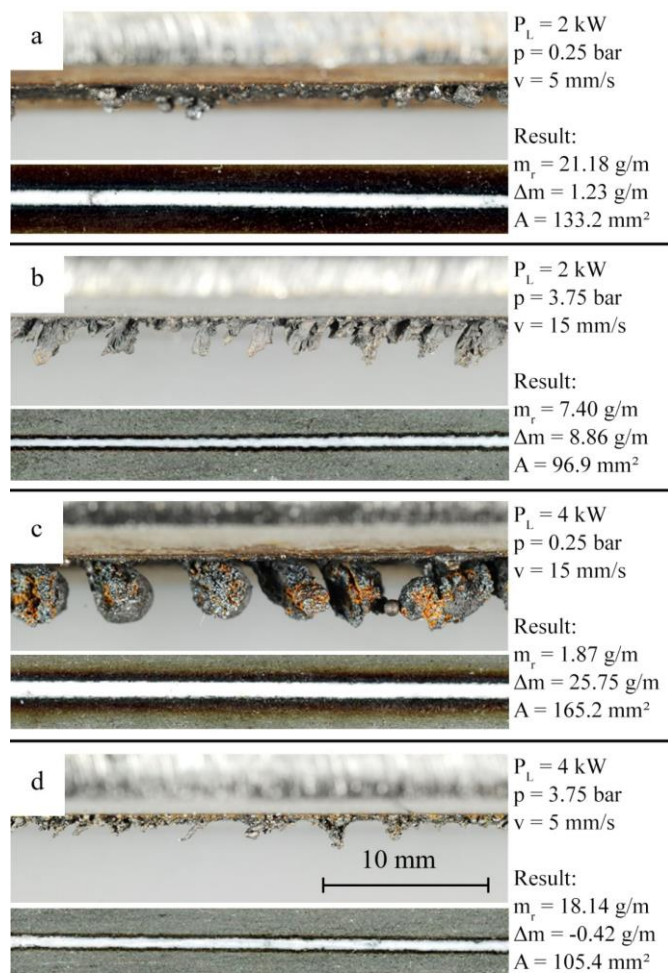 a
P_L = 2 kW
p = 0.25 bar
v = 5 mm/s
Result:
m_r = 21.18 g/m
Δm = 1.23 g/m
A = 133.2 mm²
b
P_L = 2 kW
p = 3.75 bar
v = 15 mm/s
Result:
m_r = 7.40 g/m
Δm = 8.86 g/m
A = 96.9 mm²
c
P_L = 4 kW
p = 0.25 bar
v = 15 mm/s
Result:
m_r = 1.87 g/m
Δm = 25.75 g/m
A = 165.2 mm²
d
P_L = 4 kW
p = 3.75 bar
v = 5 mm/s
10 mm
Result:
m_r = 18.14 g/m
Δm = -0.42 g/m
A = 105.4 mm²